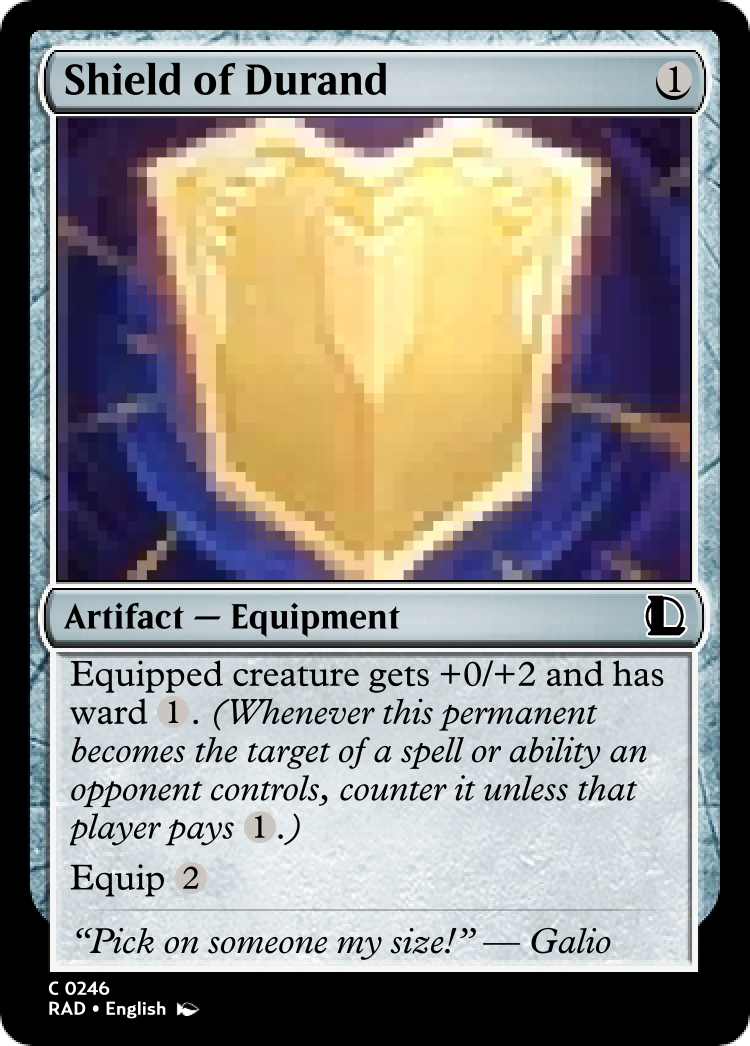 Shield of Durand 1
Artifact — Equipment
Equipped creature gets +0/+2 and has
ward 1. (Whenever this permanent
becomes the target of a spell or ability an
opponent controls, counter it unless that
player pays 1.)
Equip 2
“Pick on someone my size!” — Galio
C 0246
RAD • English